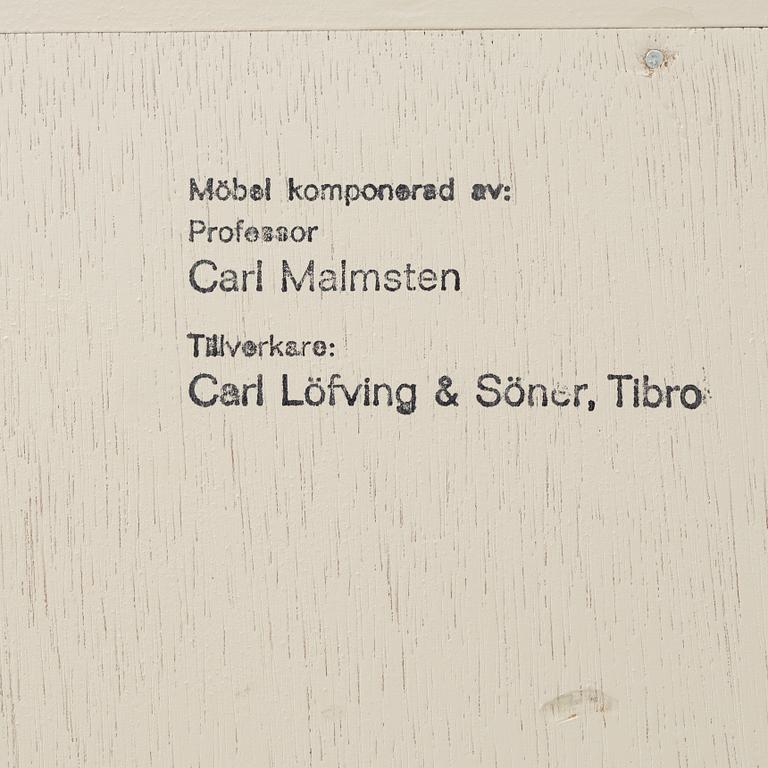 Möbel komponerad av:
Professor
Carl Malmsten
Tillverkare:
Carl Löfving & Söner, Tibro